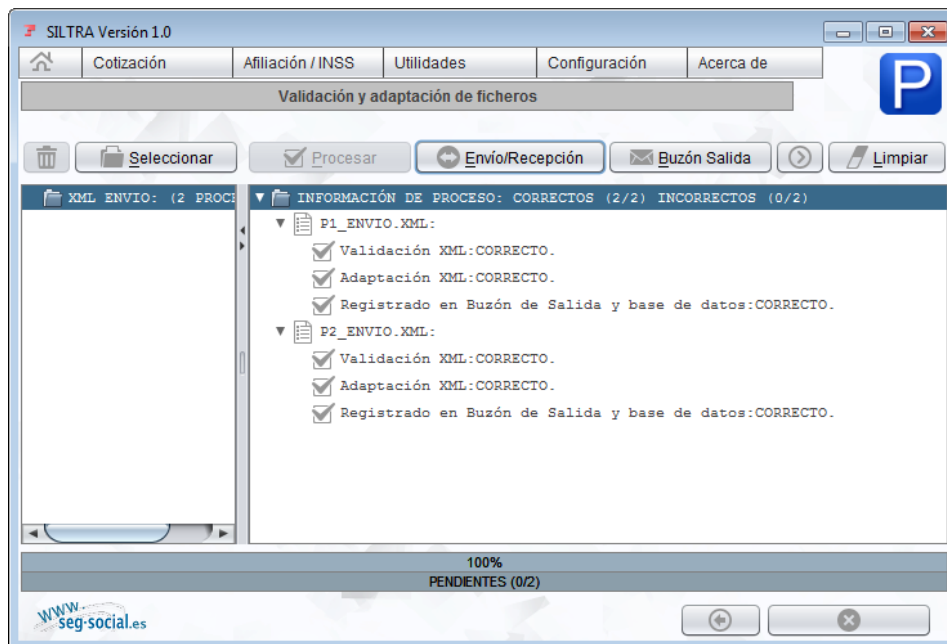 SILTRA Versión 1.0
Cotización Afiliación / INSS Utilidades Configuración Acerca de
Validación y adaptación de ficheros
P
Seleccionar Procesar Envío/Recepción Buzón Salida Limpiar
XML ENVIO: (2 PROCE
INFORMACIÓN DE PROCESO: CORRECTOS (2/2) INCORRECTOS (0/2)
P1_ENVIO.XML:
Validación XML:CORRECTO.
Adaptación XML:CORRECTO.
Registrado en Buzón de Salida y base de datos:CORRECTO.
P2_ENVIO.XML:
Validación XML:CORRECTO.
Adaptación XML:CORRECTO.
Registrado en Buzón de Salida y base de datos:CORRECTO.
100%
PENDIENTES (0/2)
www.
seg-social.es